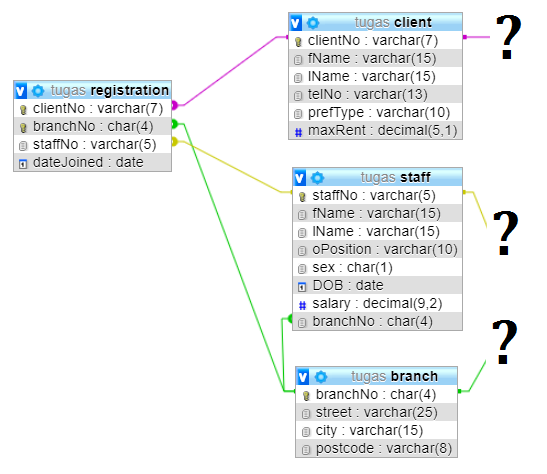 tugas client
clientNo : varchar(7)
fName : varchar(15)
lName : varchar(15)
telNo : varchar(13)
prefType : varchar(10)
# maxRent : decimal(5,1)
?
v tugas registration
clientNo : varchar(7)
branchNo : char(4)
staffNo : varchar(5)
dateJoined : date
v tugas staff
staffNo : varchar(5)
fName : varchar(15)
lName : varchar(15)
oPosition : varchar(10)
sex : char(1)
DOB : date
# salary : decimal(9,2)
branchNo : char(4)
?
v tugas branch
branchNo : char(4)
street : varchar(25)
city : varchar(15)
postcode : varchar(8)
?